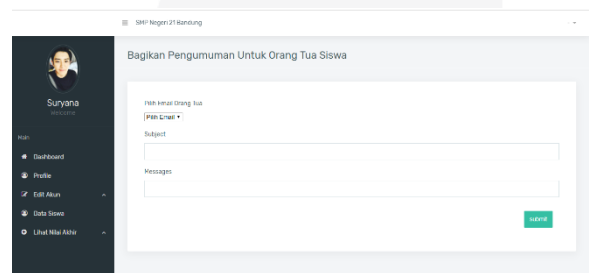 SMP Negeri 21 Bandung
Suryana
Welcome
Main
Dashboard
Profile
Edit Akun
Data Siswa
Lihat Nilai Akhir
Bagikan Pengumuman Untuk Orang Tua Siswa
Pilih Email Orang Tua
Pilih Email
Subject
Messages
submit